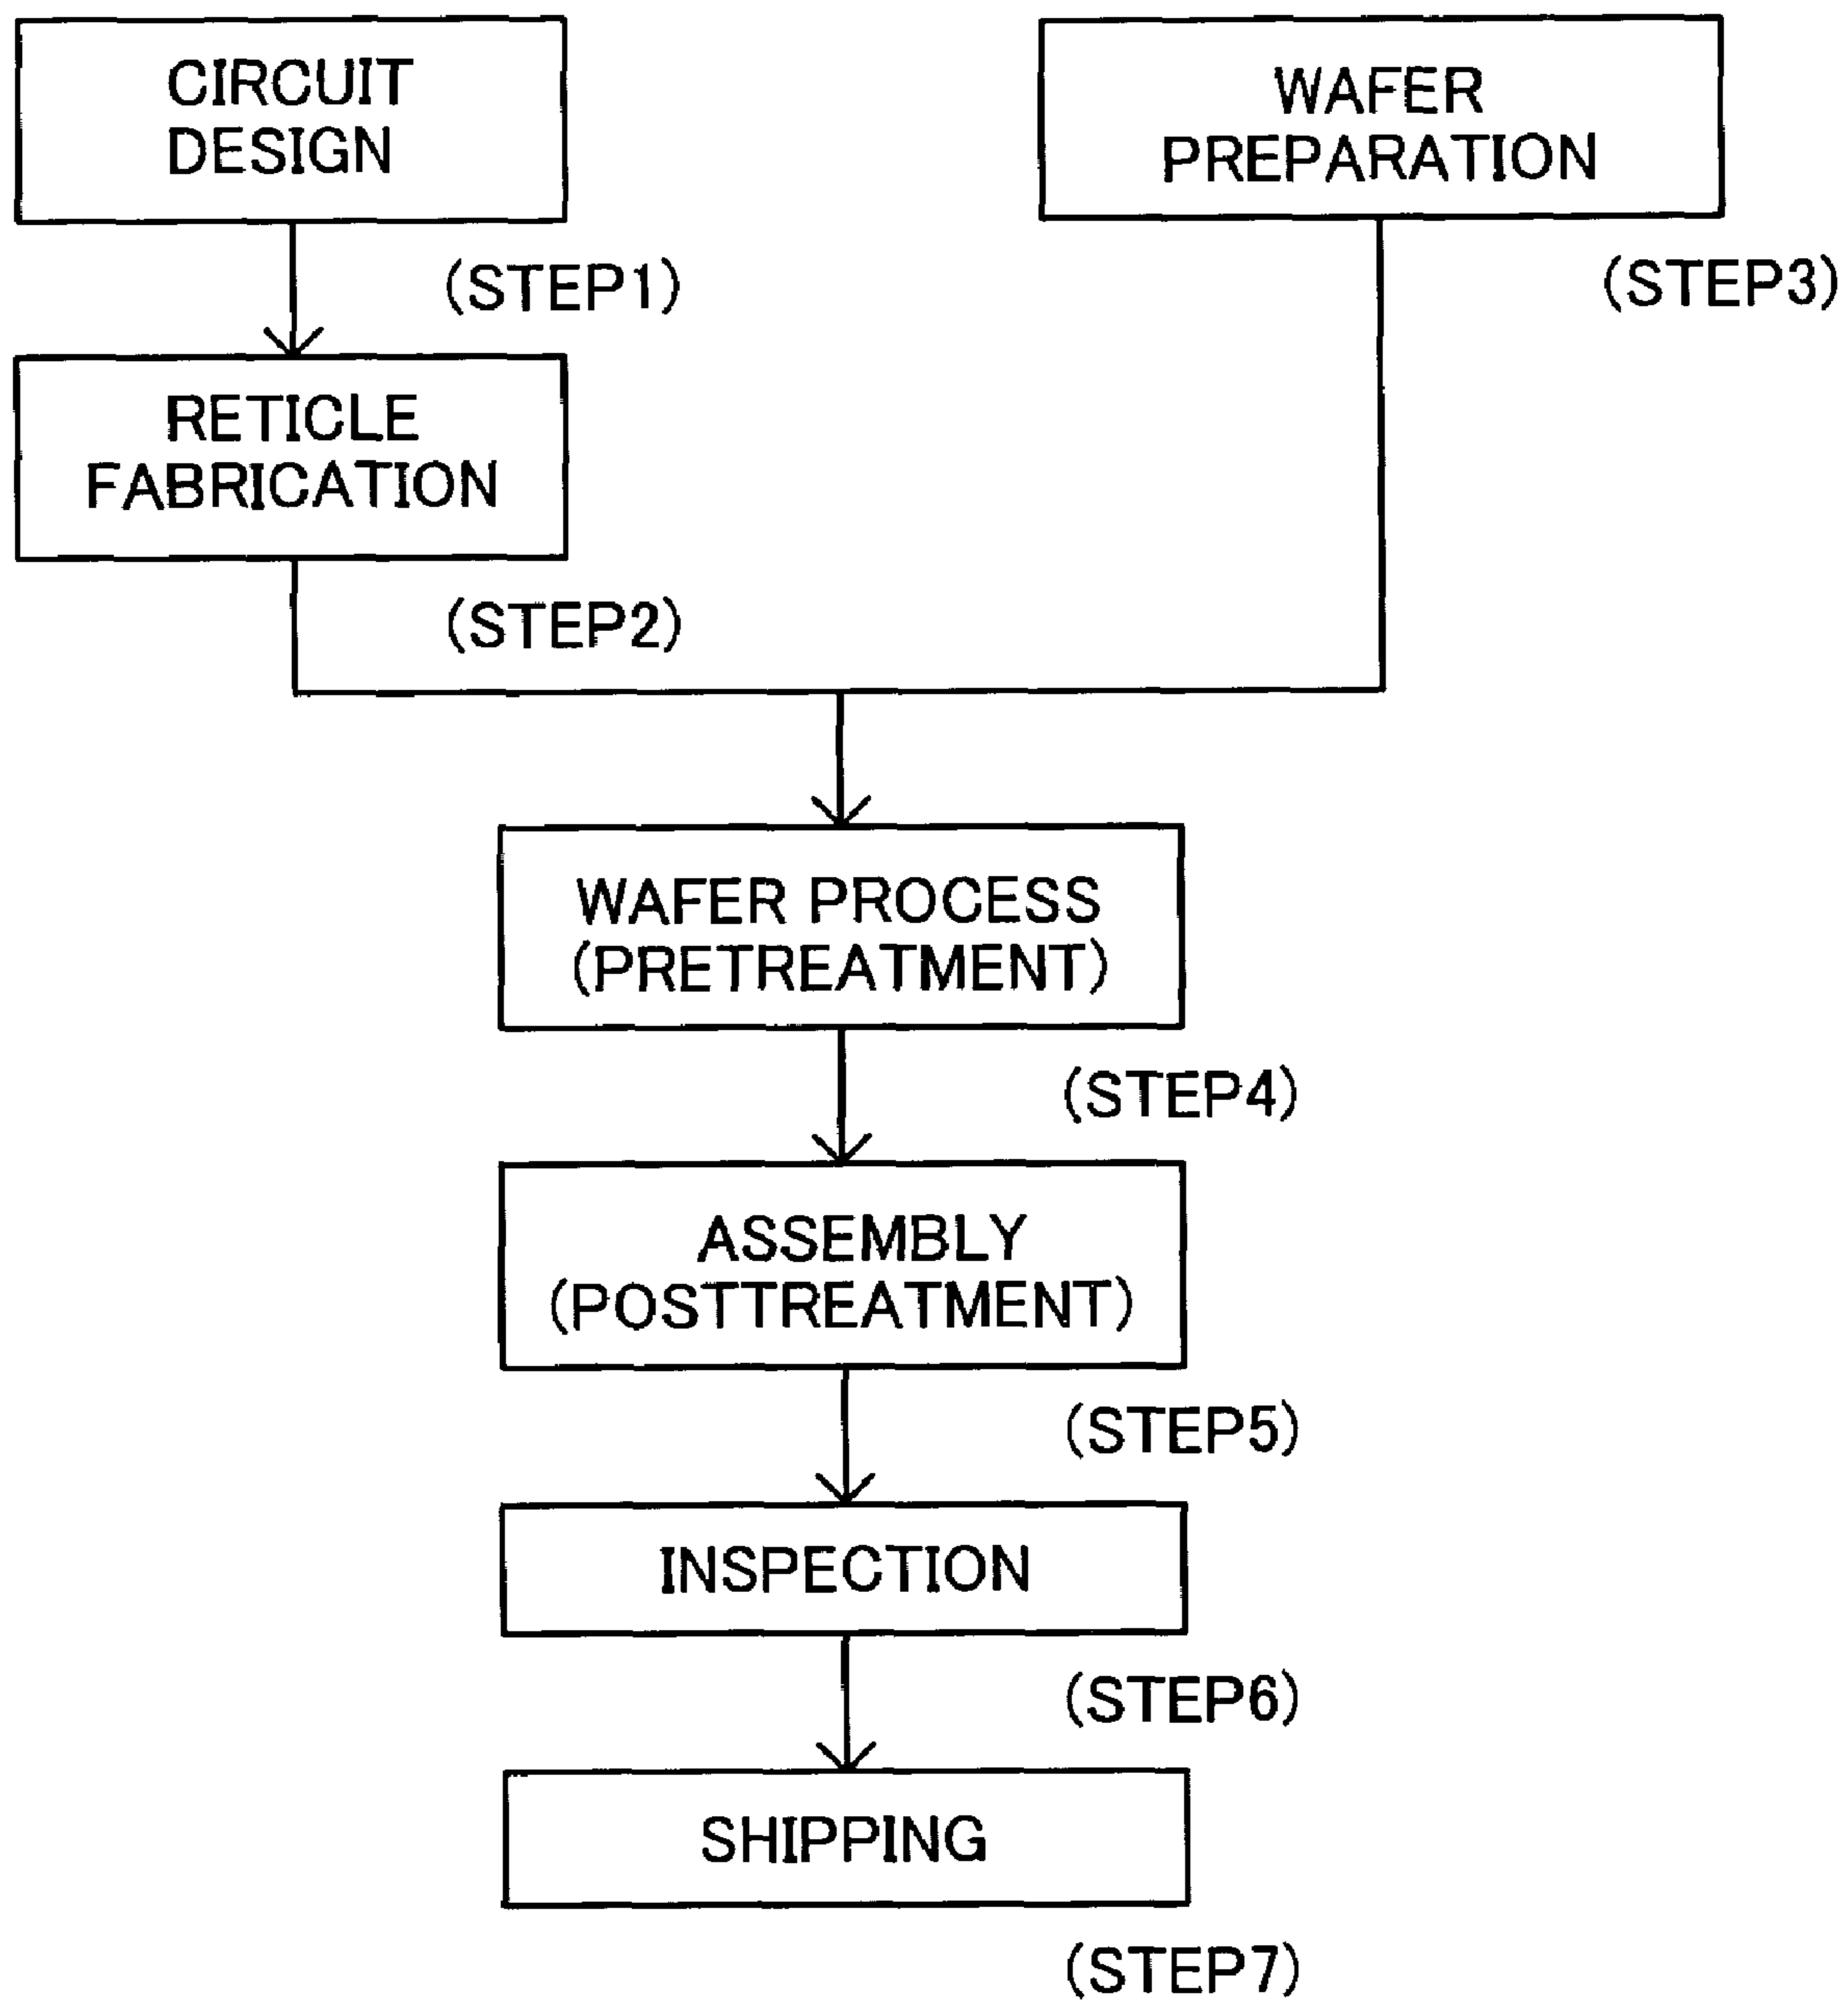 CIRCUIT
DESIGN
(STEP1)
RETICLE
FABRICATION
(STEP2)
WAFER
PREPARATION
(STEP3)
WAFER PROCESS
(PRETREATMENT)
(STEP4)
ASSEMBLY
(POSTTREATMENT)
(STEP5)
INSPECTION
(STEP6)
SHIPPING
(STEP7)